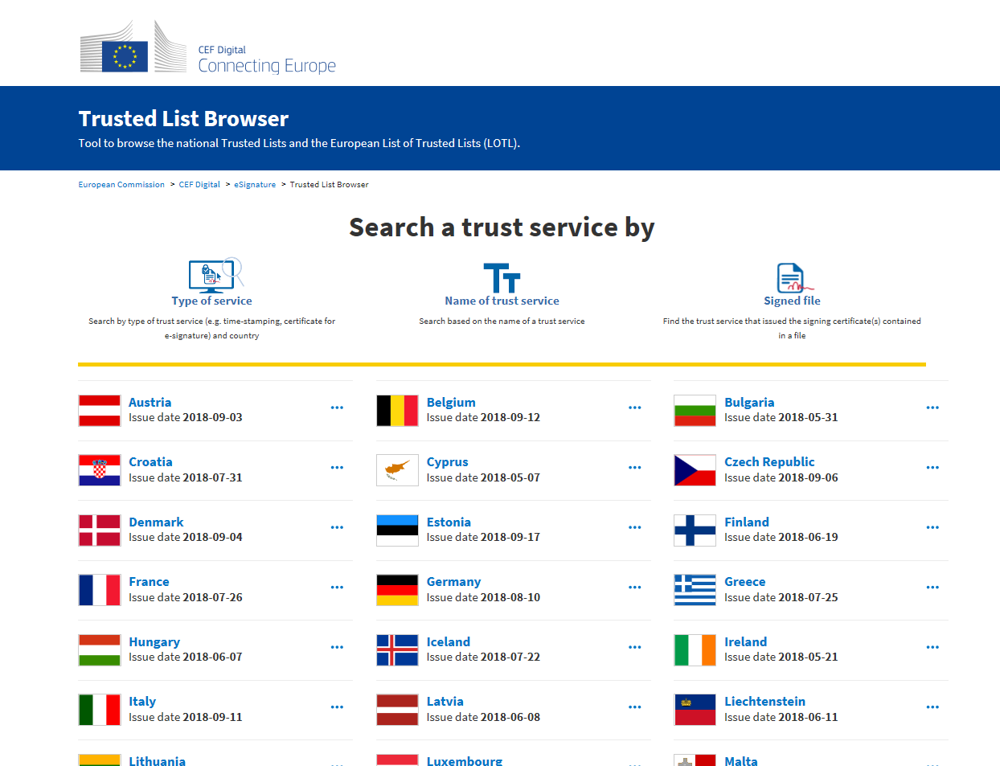 CEF Digital
Connecting Europe
Trusted List Browser
Tool to browse the national Trusted Lists and the European List of Trusted Lists (LOTL).
European Commission > CEF Digital > eSignature > Trusted List Browser
Search a trust service by
Type of service
Search by type of trust service (e.g. time-stamping, certificate for
e-signature) and country
Name of trust service
Search based on the name of a trust service
Signed file
Find the trust service that issued the signing certificate(s) contained
in a file
Austria
Issue date 2018-09-03
Belgium
Issue date 2018-09-12
Bulgaria
Issue date 2018-05-31
Croatia
Issue date 2018-07-31
Cyprus
Issue date 2018-05-07
Czech Republic
Issue date 2018-09-06
Denmark
Issue date 2018-09-04
Estonia
Issue date 2018-09-17
Finland
Issue date 2018-06-19
France
Issue date 2018-07-26
Germany
Issue date 2018-08-10
Greece
Issue date 2018-07-25
Hungary
Issue date 2018-06-07
Iceland
Issue date 2018-07-22
Ireland
Issue date 2018-05-21
Italy
Issue date 2018-09-11
Latvia
Issue date 2018-06-08
Liechtenstein
Issue date 2018-06-11
Lithuania
Luxembourg
Malta